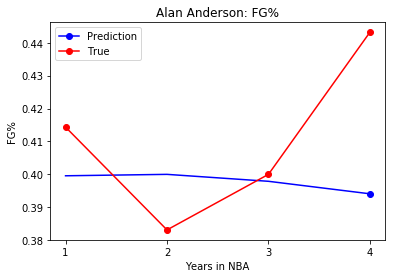 Alan Anderson: FG%
Prediction
True
FG%
0.44
0.43
0.42
0.41
0.40
0.39
0.38
1
2
3
4
Years in NBA